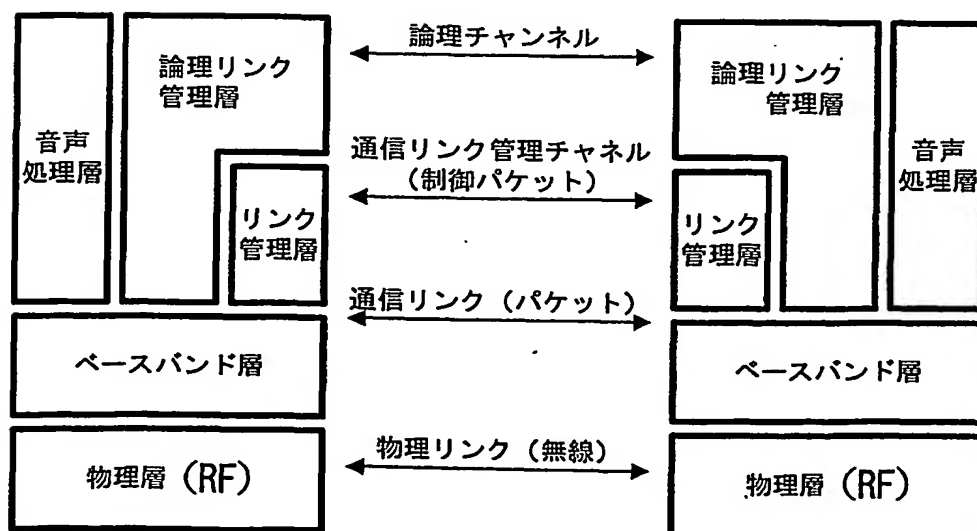 音声
処理層
論理リンク
管理層
リンク
管理層
ベースバンド層
物理層 (RF)
論理チャンネル
通信リンク管理チャネル
(制御パケット)
通信リンク (パケット)
物理リンク (無線)
論理リンク
管理層
リンク
管理層
音声
処理層
ベースバンド層
物理層 (RF)